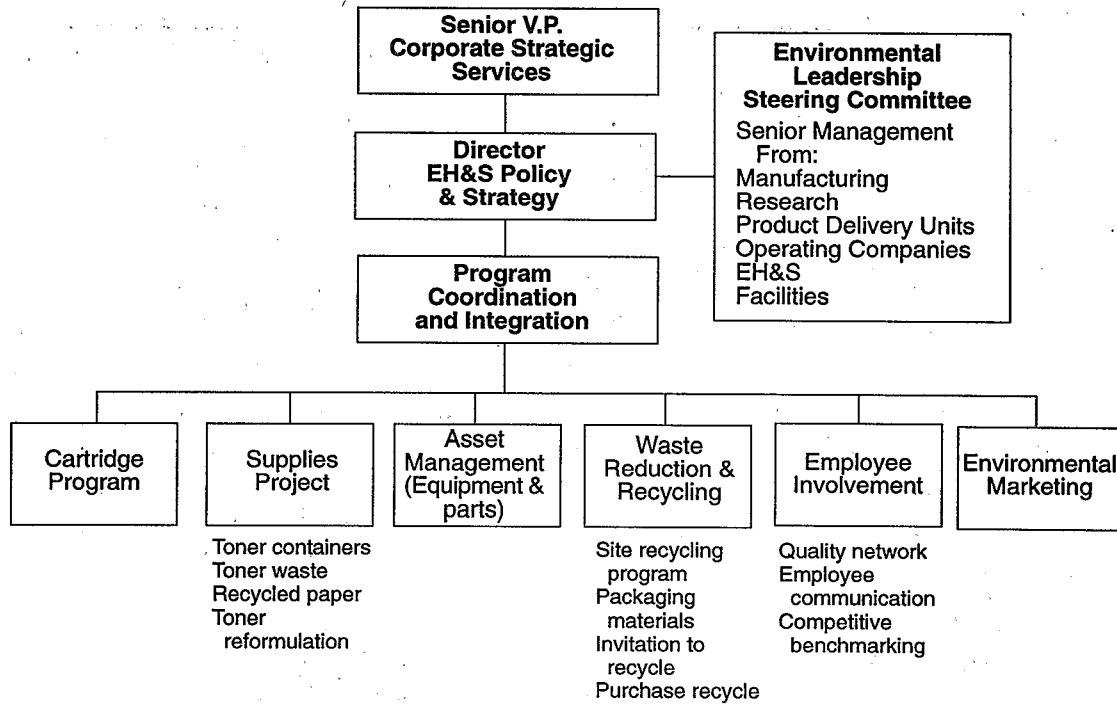 Senior V.P.
Corporate Strategic
Services
Environmental
Leadership
Steering Committee
Senior Management
From:
Manufacturing
Research
Product Delivery Units
Operating Companies
EH&S
Facilities
Director
EH&S Policy
& Strategy
Program
Coordination
and Integration
Cartridge
Program
Supplies
Project
Toner containers
Toner waste
Recycled paper
Toner
reformulation
Asset
Management
(Equipment &
parts)
Waste
Reduction &
Recycling
Site recycling
program
Packaging
materials
Invitation to
recycle
Purchase recycle
Employee
Involvement
Quality network
Employee
communication
Competitive
benchmarking
Environmental
Marketing